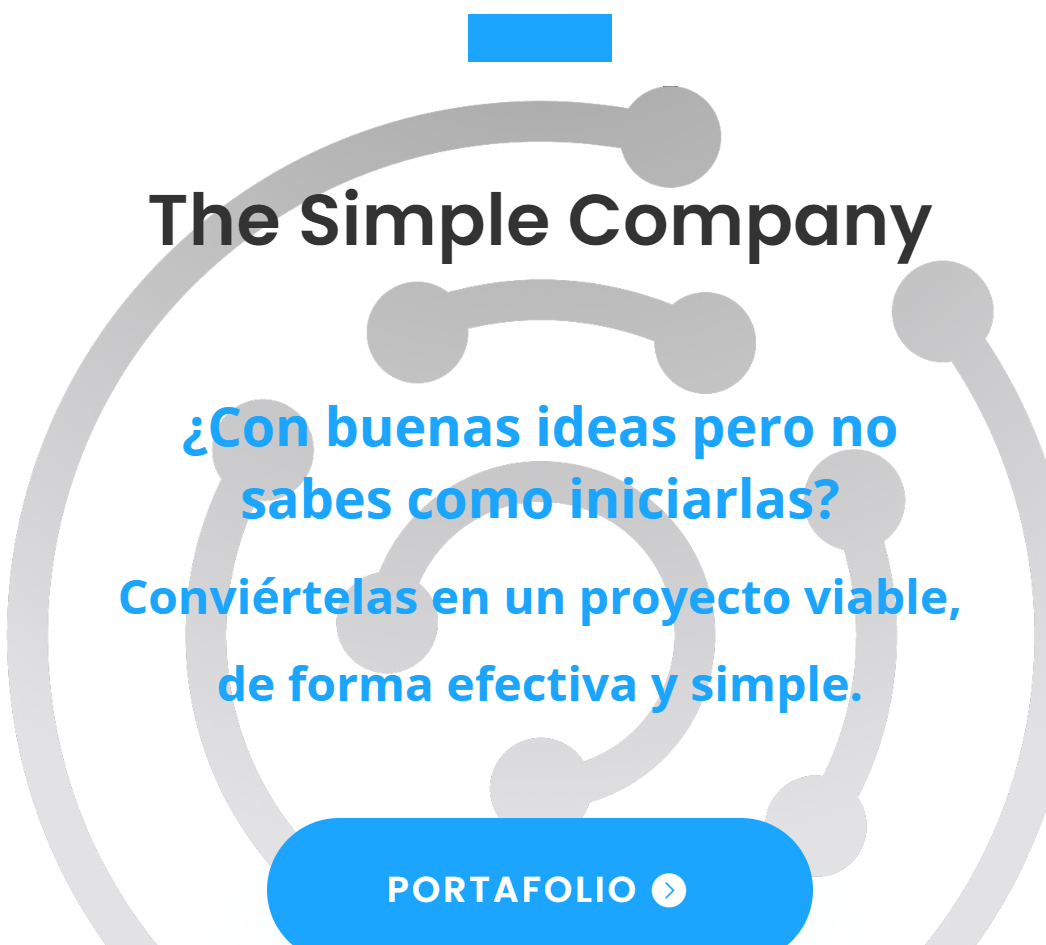 The Simple Company
¿Con buenas ideas pero no
sabes como iniciarlas?
Conviértelas en un proyecto viable,
de forma efectiva y simple.
PORTAFOLIO